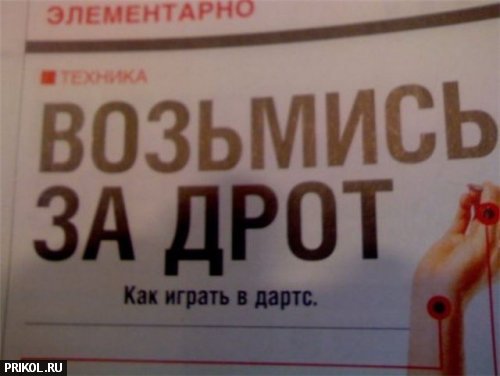 ЭЛЕМЕНТАРНО
ТЕХНИКА
ВОЗЬМИСЬ
ЗА ДРОТ
Как играть в дартс.
PRIKOL.RU